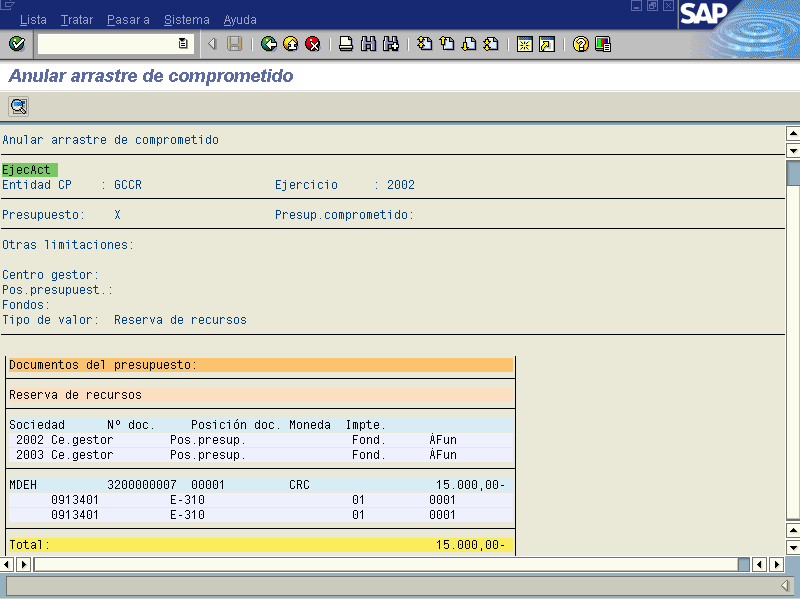 Lista Tratar Pasar a Sistema Ayuda
SAP
Anular arrastre de comprometido
Anular arrastre de comprometido
EjecAct
Entidad CP : GCCR Ejercicio : 2002
Presupuesto: X Presup.comprometido:
Otras limitaciones:
Centro gestor:
Pos.presupuest.:
Fondos:
Tipo de valor: Reserva de recursos
Documentos del presupuesto:
Reserva de recursos
Sociedad Nº doc. Posición doc. Moneda Impte.
2002 Ce.gestor Pos.presup. Fond. ÀFun
2003 Ce.gestor Pos.presup. Fond. ÀFun
MDEH 3200000007 00001 CRC 15.000,00-
0913401 E-310 01 0001
0913401 E-310 01 0001
Total: 15.000,00-